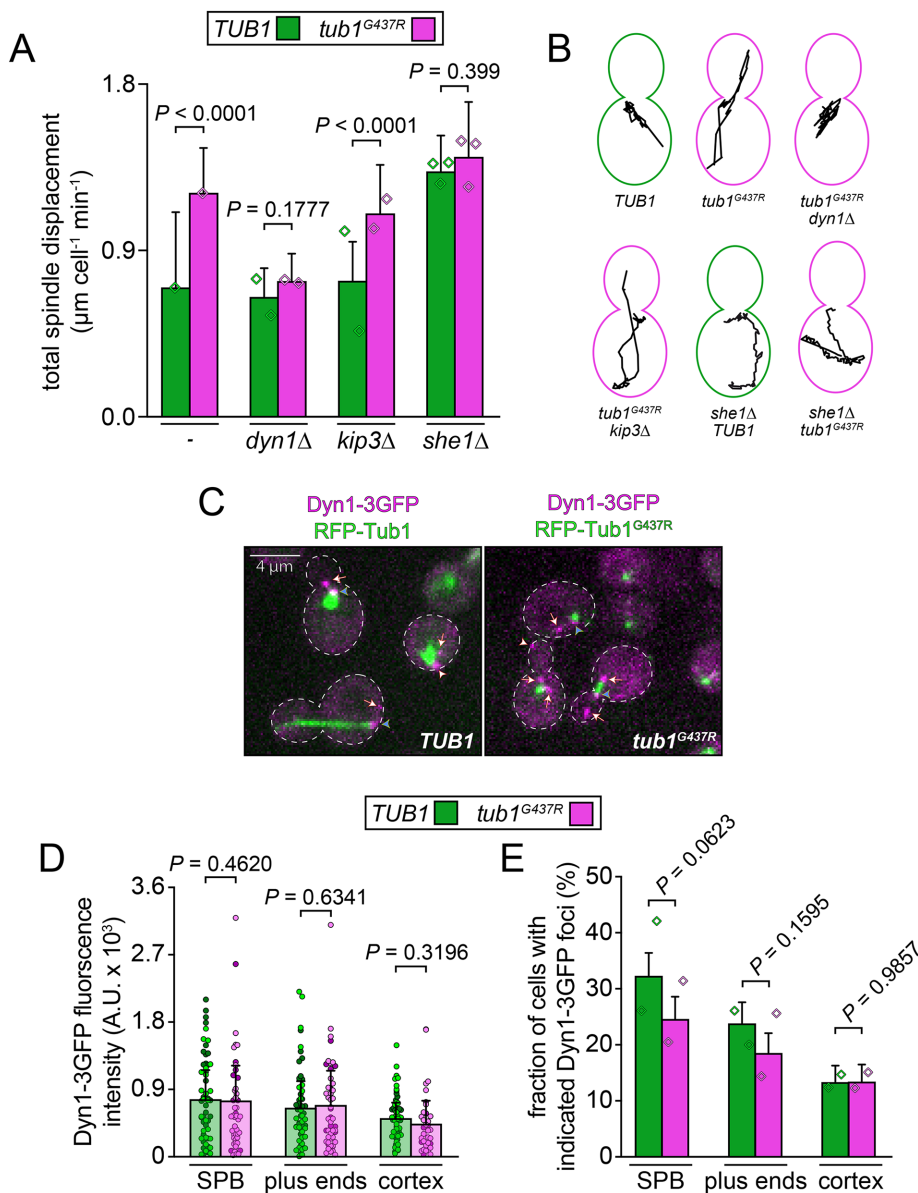 TUB1 tub1G437R
A
total spindle displacement
(µm cell-1 min-1)
1.8
0.9
0.0
P < 0.0001
P = 0.1777
P < 0.0001
P = 0.399
-
dyn1Δ
kip3Δ
she1Δ
B
TUB1
tub1G437R
tub1G437R
dyn1Δ
tub1G437R
kip3Δ
she1Δ
TUB1
she1Δ
tub1G437R
C
Dyn1-3GFP
RFP-Tub1
Dyn1-3GFP
RFP-Tub1G437R
4 µm
TUB1
tub1G437R
TUB1 tub1G437R
D
Dyn1-3GFP fluorescence
intensity (A.U. x 103)
3.6
2.7
1.8
0.9
0
P = 0.4620
P = 0.6341
P = 0.3196
SPB
plus ends
cortex
E
fraction of cells with
indicated Dyn1-3GFP foci (%)
50
40
30
20
10
0
P = 0.0623
P = 0.1595
P = 0.9857
SPB
plus ends
cortex